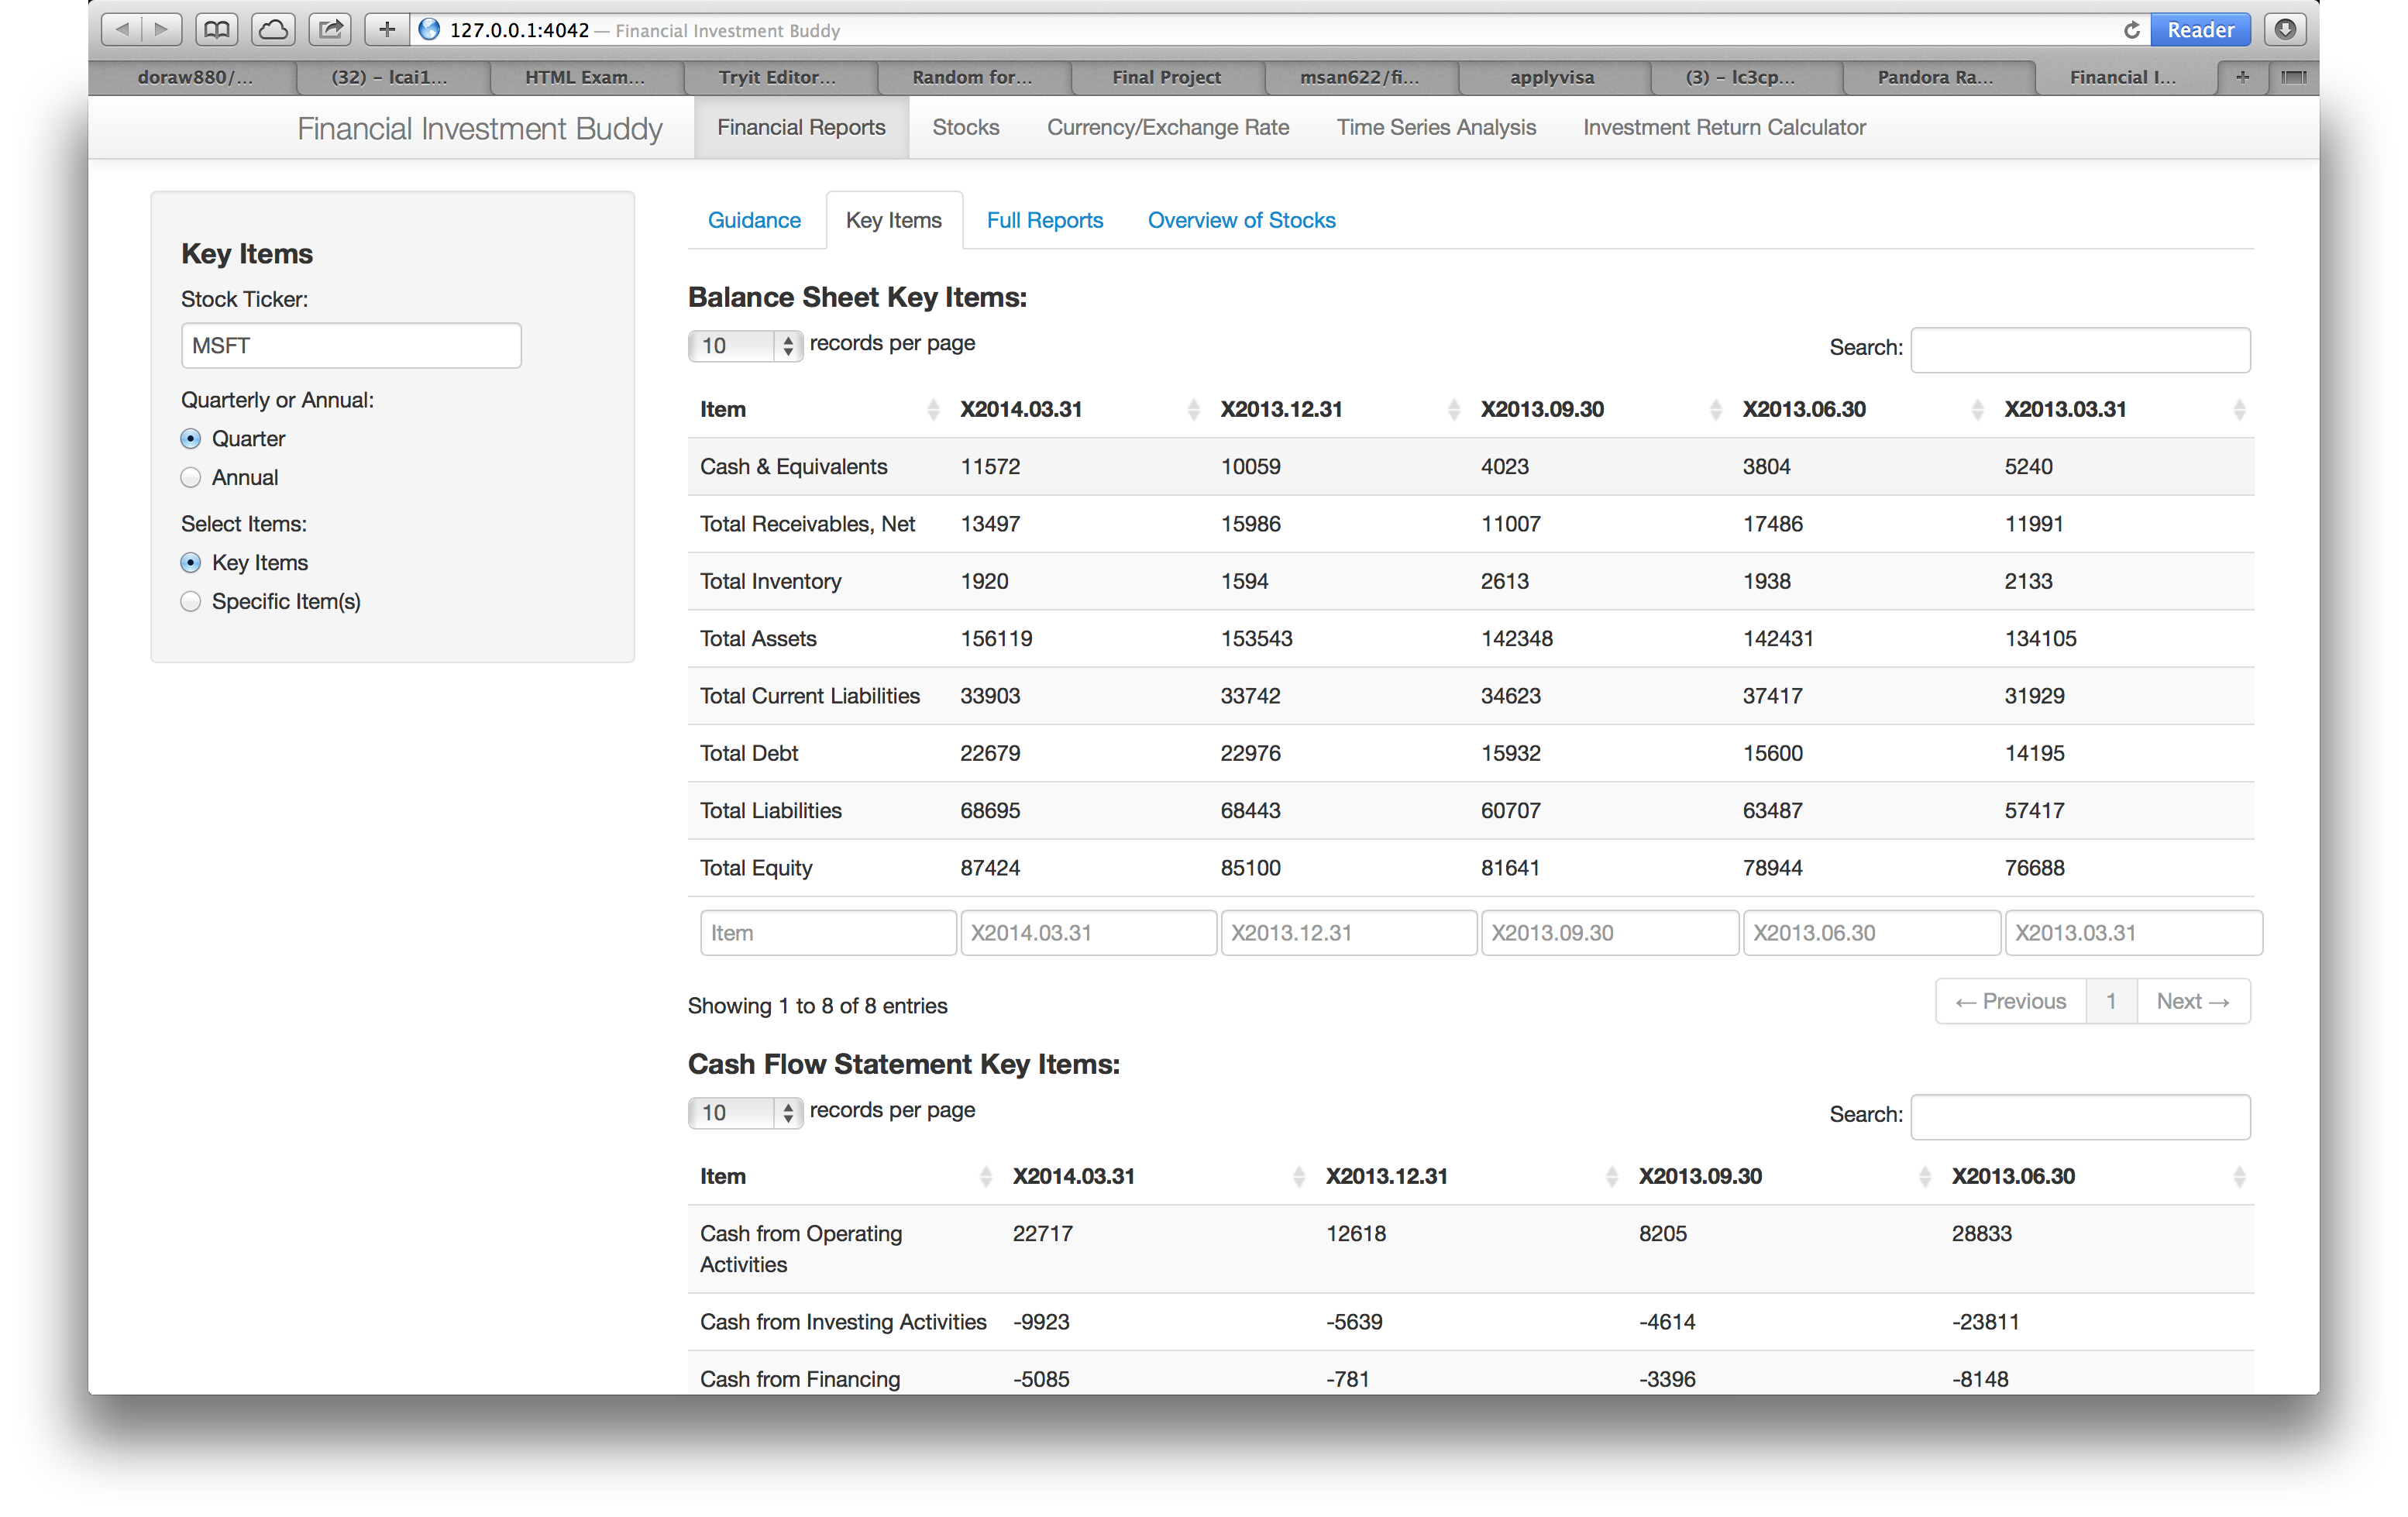 127.0.0.1:4042 — Financial Investment Buddy
Reader
doraw880/... (32) – lcai1... HTML Exam... Tryit Editor... Random for... Final Project msan622/fi... applyvisa (3) – lc3cp... Pandora Ra... Financial I...
Financial Investment Buddy Financial Reports Stocks Currency/Exchange Rate Time Series Analysis Investment Return Calculator
Key Items
Stock Ticker:
MSFT
Quarterly or Annual:
Quarter
Annual
Select Items:
Key Items
Specific Item(s)
Guidance Key Items Full Reports Overview of Stocks
Balance Sheet Key Items:
10 records per page Search:
Item X2014.03.31 X2013.12.31 X2013.09.30 X2013.06.30 X2013.03.31
Cash & Equivalents 11572 10059 4023 3804 5240
Total Receivables, Net 13497 15986 11007 17486 11991
Total Inventory 1920 1594 2613 1938 2133
Total Assets 156119 153543 142348 142431 134105
Total Current Liabilities 33903 33742 34623 37417 31929
Total Debt 22679 22976 15932 15600 14195
Total Liabilities 68695 68443 60707 63487 57417
Total Equity 87424 85100 81641 78944 76688
Item X2014.03.31 X2013.12.31 X2013.09.30 X2013.06.30 X2013.03.31
Showing 1 to 8 of 8 entries ← Previous 1 Next →
Cash Flow Statement Key Items:
10 records per page Search:
Item X2014.03.31 X2013.12.31 X2013.09.30 X2013.06.30
Cash from Operating 22717 12618 8205 28833
Activities
Cash from Investing Activities -9923 -5639 -4614 -23811
Cash from Financing -5085 -781 -3396 -8148